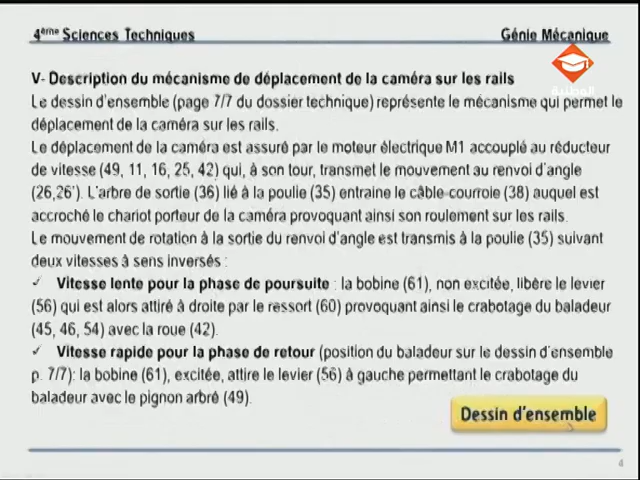 4ème Sciences Techniques
Génie Mécanique
الوطنية
V- Description du mécanisme de déplacement de la caméra sur les rails
Le dessin d'ensemble (page 7/7 du dossier technique) représente le mécanisme qui permet le
déplacement de la caméra sur les rails.
Le déplacement de la caméra est assuré par le moteur électrique M1 accouplé au réducteur
de vitesse (49, 11, 16, 25, 42) qui, à son tour, transmet le mouvement au renvoi d'angle
(26,26'). L'arbre de sortie (36) lié à la poulie (35) entraine le câble courroie (38) auquel est
accroché le chariot porteur de la caméra provoquant ainsi son roulement sur les rails.
Le mouvement de rotation à la sortie du renvoi d'angle est transmis à la poulie (35) suivant
deux vitesses à sens inversés :
✓ Vitesse lente pour la phase de poursuite : la bobine (61), non excitée, libère le levier
(56) qui est alors attiré à droite par le ressort (60) provoquant ainsi le crabotage du baladeur
(45, 46, 54) avec la roue (42).
✓ Vitesse rapide pour la phase de retour (position du baladeur sur le dessin d'ensemble
p. 7/7): la bobine (61), excitée, attire le levier (56) à gauche permettant le crabotage du
baladeur avec le pignon arbré (49).
Dessin d'ensemble
4